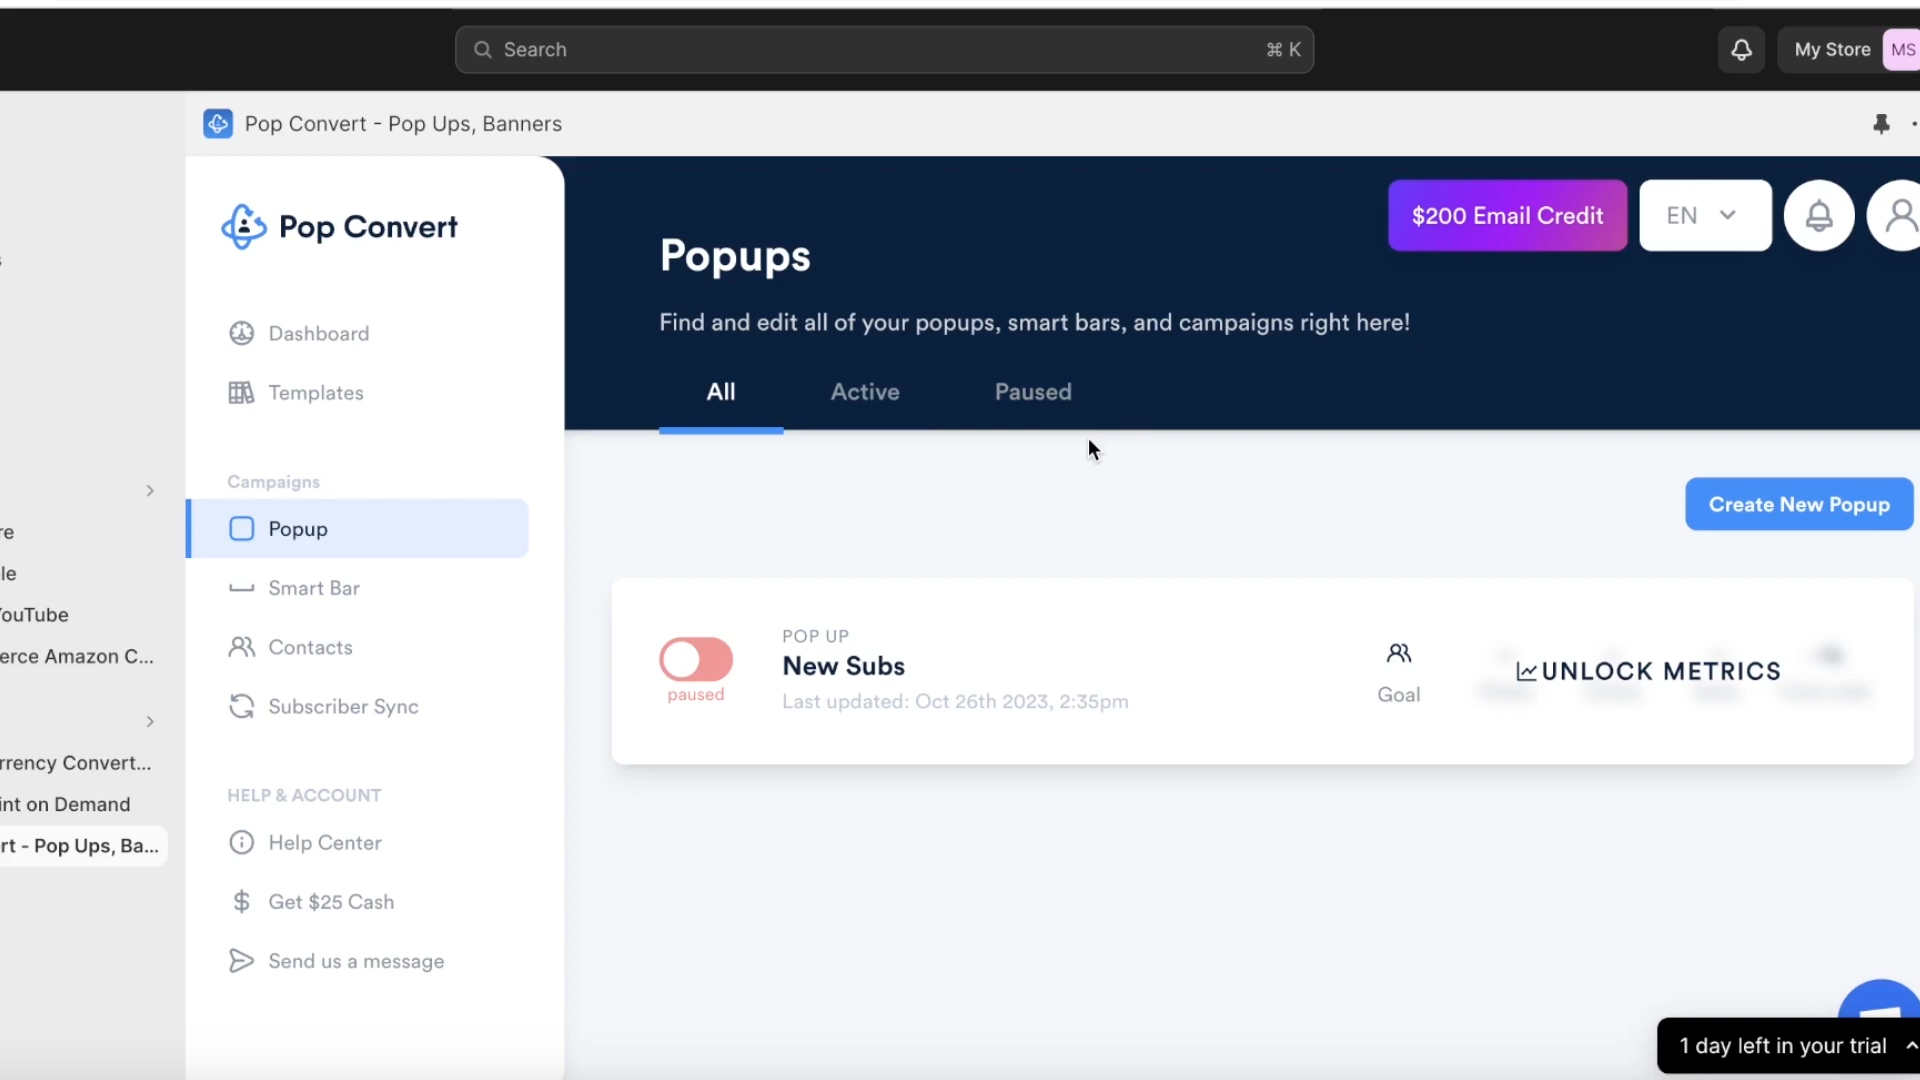 Search
⌘ K
My Store
MS
Pop Convert - Pop Ups, Banners
re
le
YouTube
erce Amazon C...
rrency Convert...
int on Demand
rt - Pop Ups, Ba...
Pop Convert
Dashboard
Templates
Campaigns
Popup
Smart Bar
Contacts
Subscriber Sync
HELP & ACCOUNT
Help Center
Get $25 Cash
Send us a message
$200 Email Credit
EN
Popups
Find and edit all of your popups, smart bars, and campaigns right here!
All
Active
Paused
Create New Popup
paused
POP UP
New Subs
Last updated: Oct 26th 2023, 2:35pm
Goal
UNLOCK METRICS
1 day left in your trial